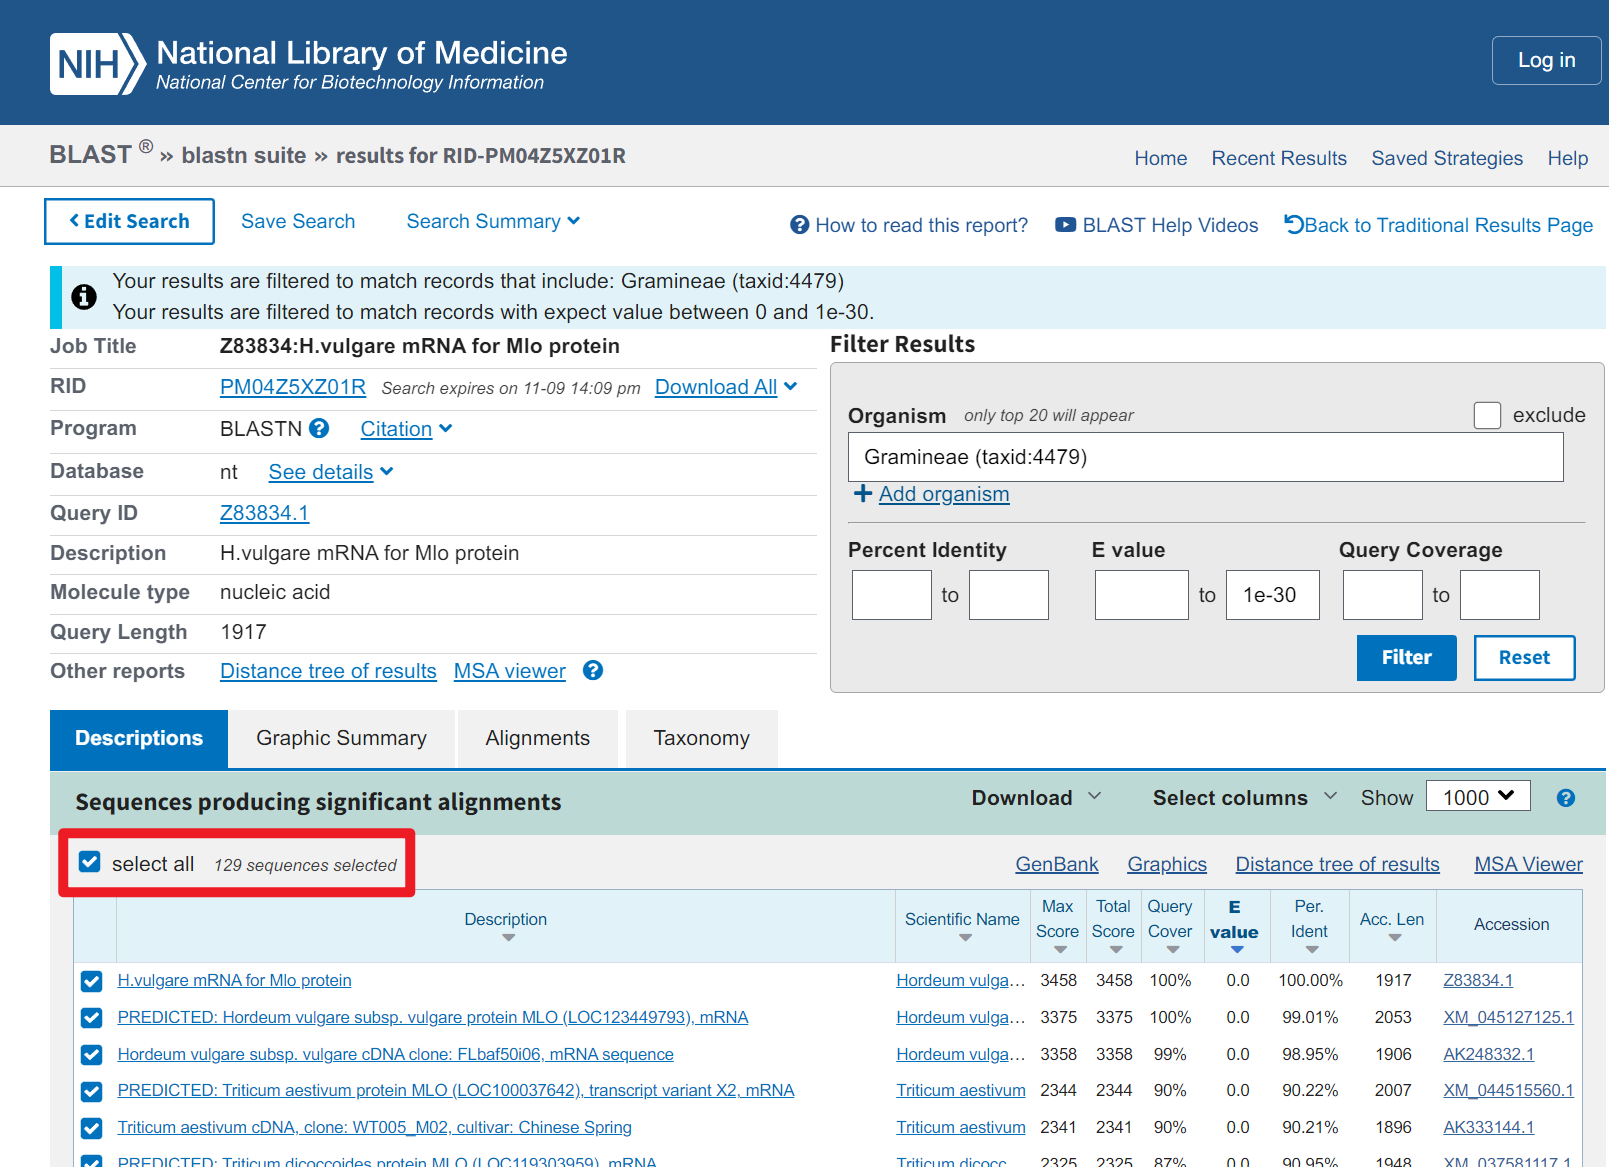 NIH National Library of Medicine
National Center for Biotechnology Information
Log in
BLAST ® » blastn suite » results for RID-PM04Z5XZ01R
Home Recent Results Saved Strategies Help
Edit Search Save Search Search Summary
How to read this report? BLAST Help Videos Back to Traditional Results Page
Your results are filtered to match records that include: Gramineae (taxid:4479)
Your results are filtered to match records with expect value between 0 and 1e-30.
Job Title Z83834:H.vulgare mRNA for Mlo protein
RID PM04Z5XZ01R Search expires on 11-09 14:09 pm Download All
Program BLASTN Citation
Database nt See details
Query ID Z83834.1
Description H.vulgare mRNA for Mlo protein
Molecule type nucleic acid
Query Length 1917
Other reports Distance tree of results MSA viewer
Filter Results
Organism only top 20 will appear exclude
Gramineae (taxid:4479)
Add organism
Percent Identity E value Query Coverage
to to 1e-30 to
Filter Reset
Descriptions Graphic Summary Alignments Taxonomy
Sequences producing significant alignments Download Select columns Show 1000
select all 129 sequences selected GenBank Graphics Distance tree of results MSA Viewer
Description Scientific Name Max Score Total Score Query Cover E value Per. Ident Acc. Len Accession
H.vulgare mRNA for Mlo protein Hordeum vulga... 3458 3458 100% 0.0 100.00% 1917 Z83834.1
PREDICTED: Hordeum vulgare subsp. vulgare protein MLO (LOC123449793), mRNA Hordeum vulga... 3375 3375 100% 0.0 99.01% 2053 XM_045127125.1
Hordeum vulgare subsp. vulgare cDNA clone: FLbaf50i06, mRNA sequence Hordeum vulga... 3358 3358 99% 0.0 98.95% 1906 AK248332.1
PREDICTED: Triticum aestivum protein MLO (LOC100037642), transcript variant X2, mRNA Triticum aestivum 2344 2344 90% 0.0 90.22% 2007 XM_044515560.1
Triticum aestivum cDNA, clone: WT005_M02, cultivar: Chinese Spring Triticum aestivum 2341 2341 90% 0.0 90.21% 1896 AK333144.1
PREDICTED: Triticum dicoccoides protein MLO (LOC119303959), mRNA Triticum dicocc... 2325 2325 87% 0.0 90.95% 1948 XM_037581117.1